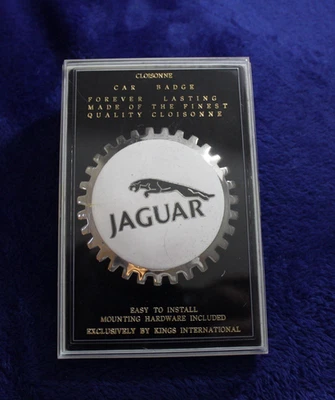 CLOISONNE
CAR BADGE
FOREVER LASTING
MADE OF THE FINEST
QUALITY CLOISONNE
JAGUAR
EASY TO INSTALL
MOUNTING HARDWARE INCLUDED
EXCLUSIVELY BY KINGS INTERNATIONAL